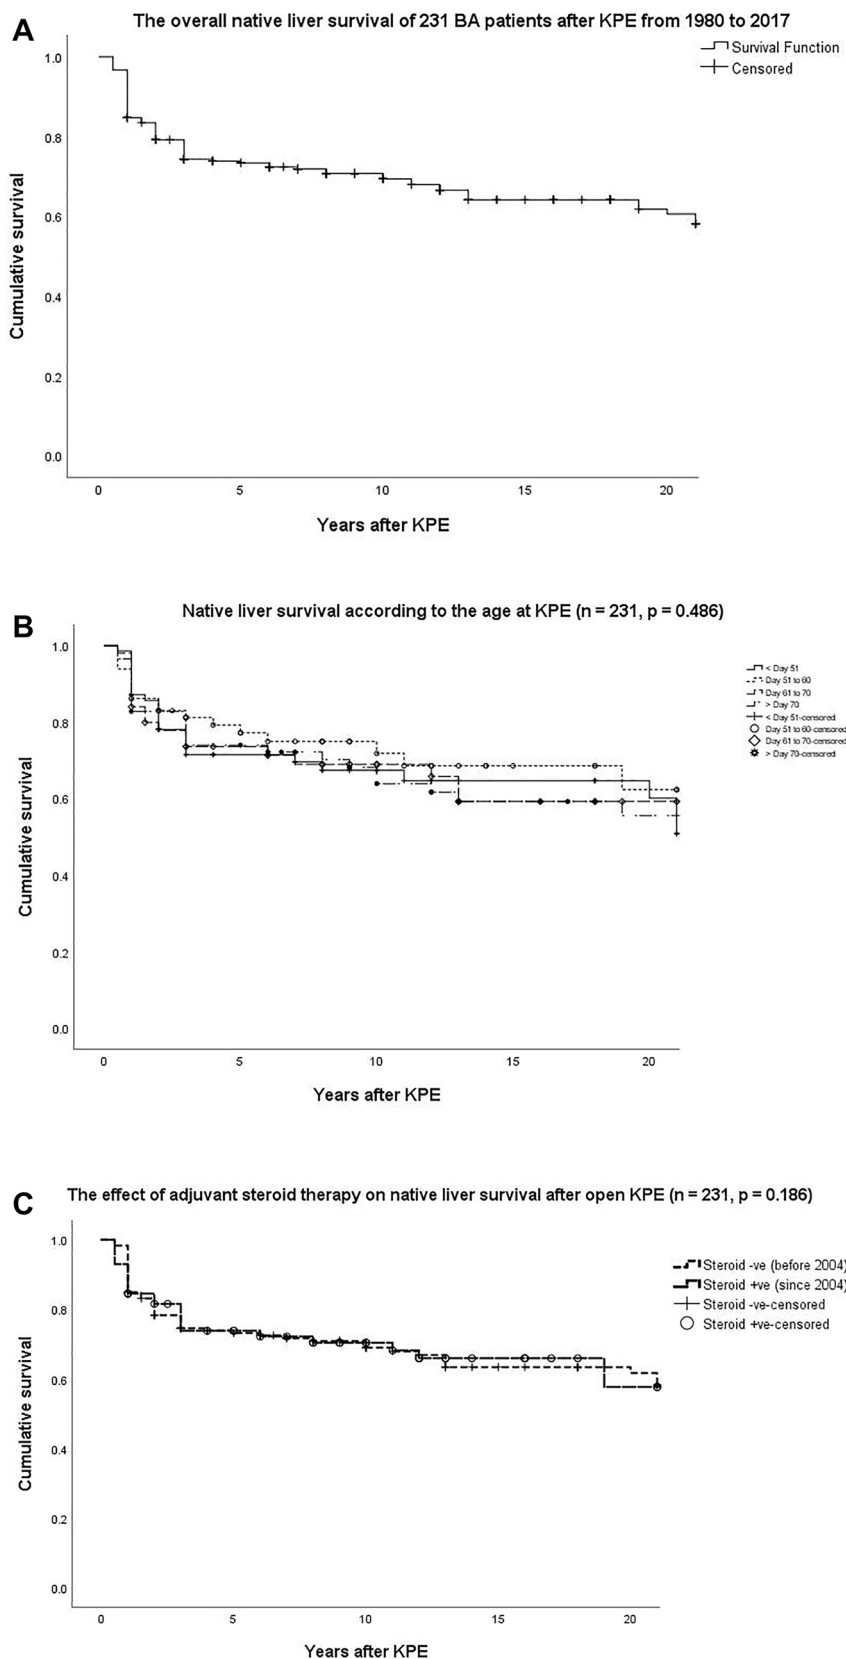 A
The overall native liver survival of 231 BA patients after KPE from 1980 to 2017
Survival Function
Censored
Cumulative survival
1.0
0.8
0.6
0.4
0.2
0.0
0 5 10 15 20
Years after KPE
B
Native liver survival according to the age at KPE (n = 231, p = 0.486)
< Day 51
Day 51 to 60
Day 61 to 70
> Day 70
< Day 51-censored
Day 51 to 60-censored
Day 61 to 70-censored
> Day 70-censored
Cumulative survival
1.0
0.8
0.6
0.4
0.2
0.0
0 5 10 15 20
Years after KPE
C
The effect of adjuvant steroid therapy on native liver survival after open KPE (n = 231, p = 0.186)
Steroid -ve (before 2004)
Steroid +ve (since 2004)
Steroid -ve-censored
Steroid +ve-censored
Cumulative survival
1.0
0.8
0.6
0.4
0.2
0.0
0 5 10 15 20
Years after KPE